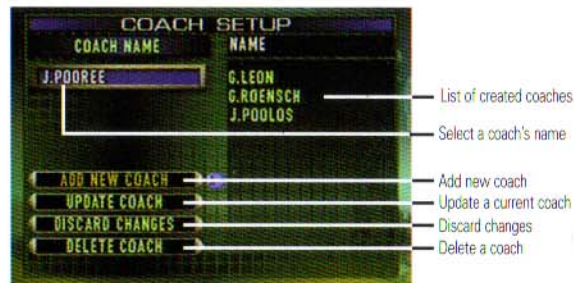 COACH SETUP
COACH NAME
NAME
J.POOREE
G.LEON
G.ROENSCH
J.POOLOS
ADD NEW COACH
UPDATE COACH
DISCARD CHANGES
DELETE COACH
List of created coaches
Select a coach's name
Add new coach
Update a current coach
Discard changes
Delete a coach